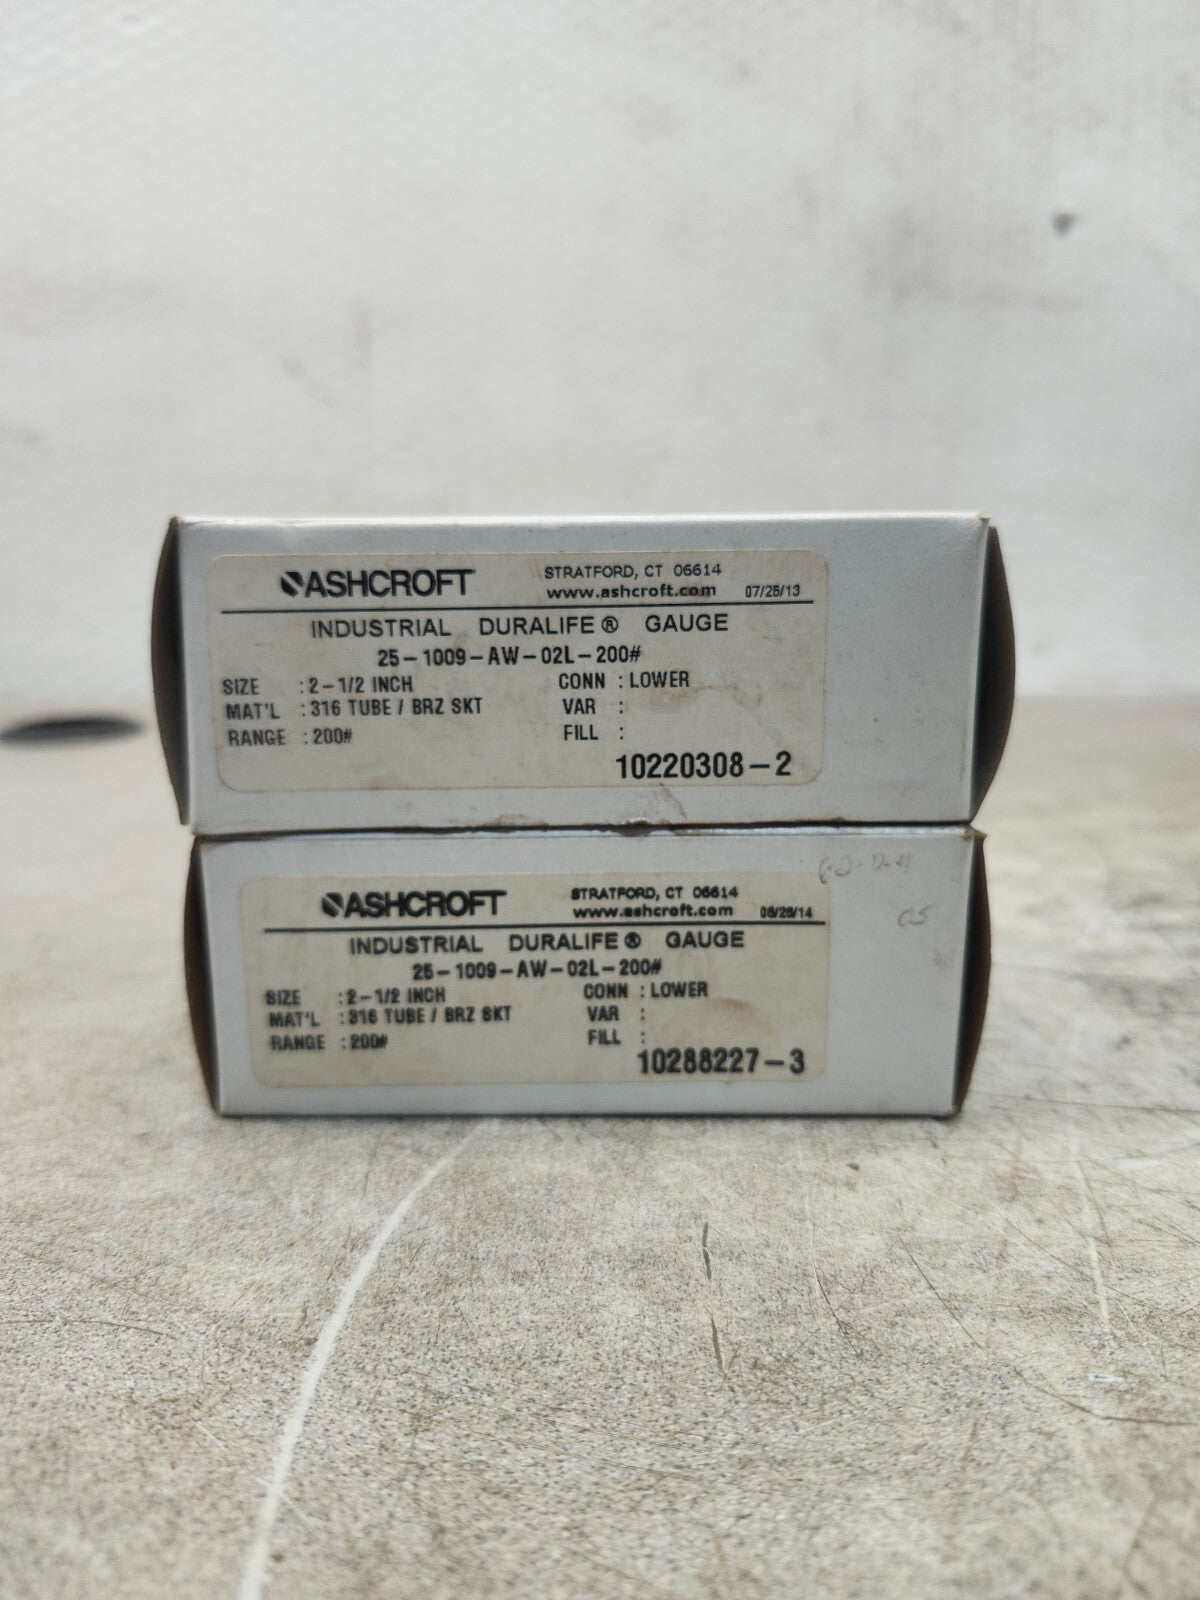 ASHCROFT STRATFORD, CT 06614
www.ashcroft.com 07/25/13
INDUSTRIAL DURALIFE® GAUGE
25-1009-AW-02L-200#
SIZE : 2-1/2 INCH CONN : LOWER
MAT'L : 316 TUBE / BRZ SKT VAR :
RANGE : 200# FILL :
10220308-2
ASHCROFT STRATFORD, CT 06614
www.ashcroft.com 06/26/14
INDUSTRIAL DURALIFE® GAUGE
25-1009-AW-02L-200#
SIZE : 2-1/2 INCH CONN : LOWER
MAT'L : 316 TUBE / BRZ SKT VAR :
RANGE : 200# FILL :
10288227-3